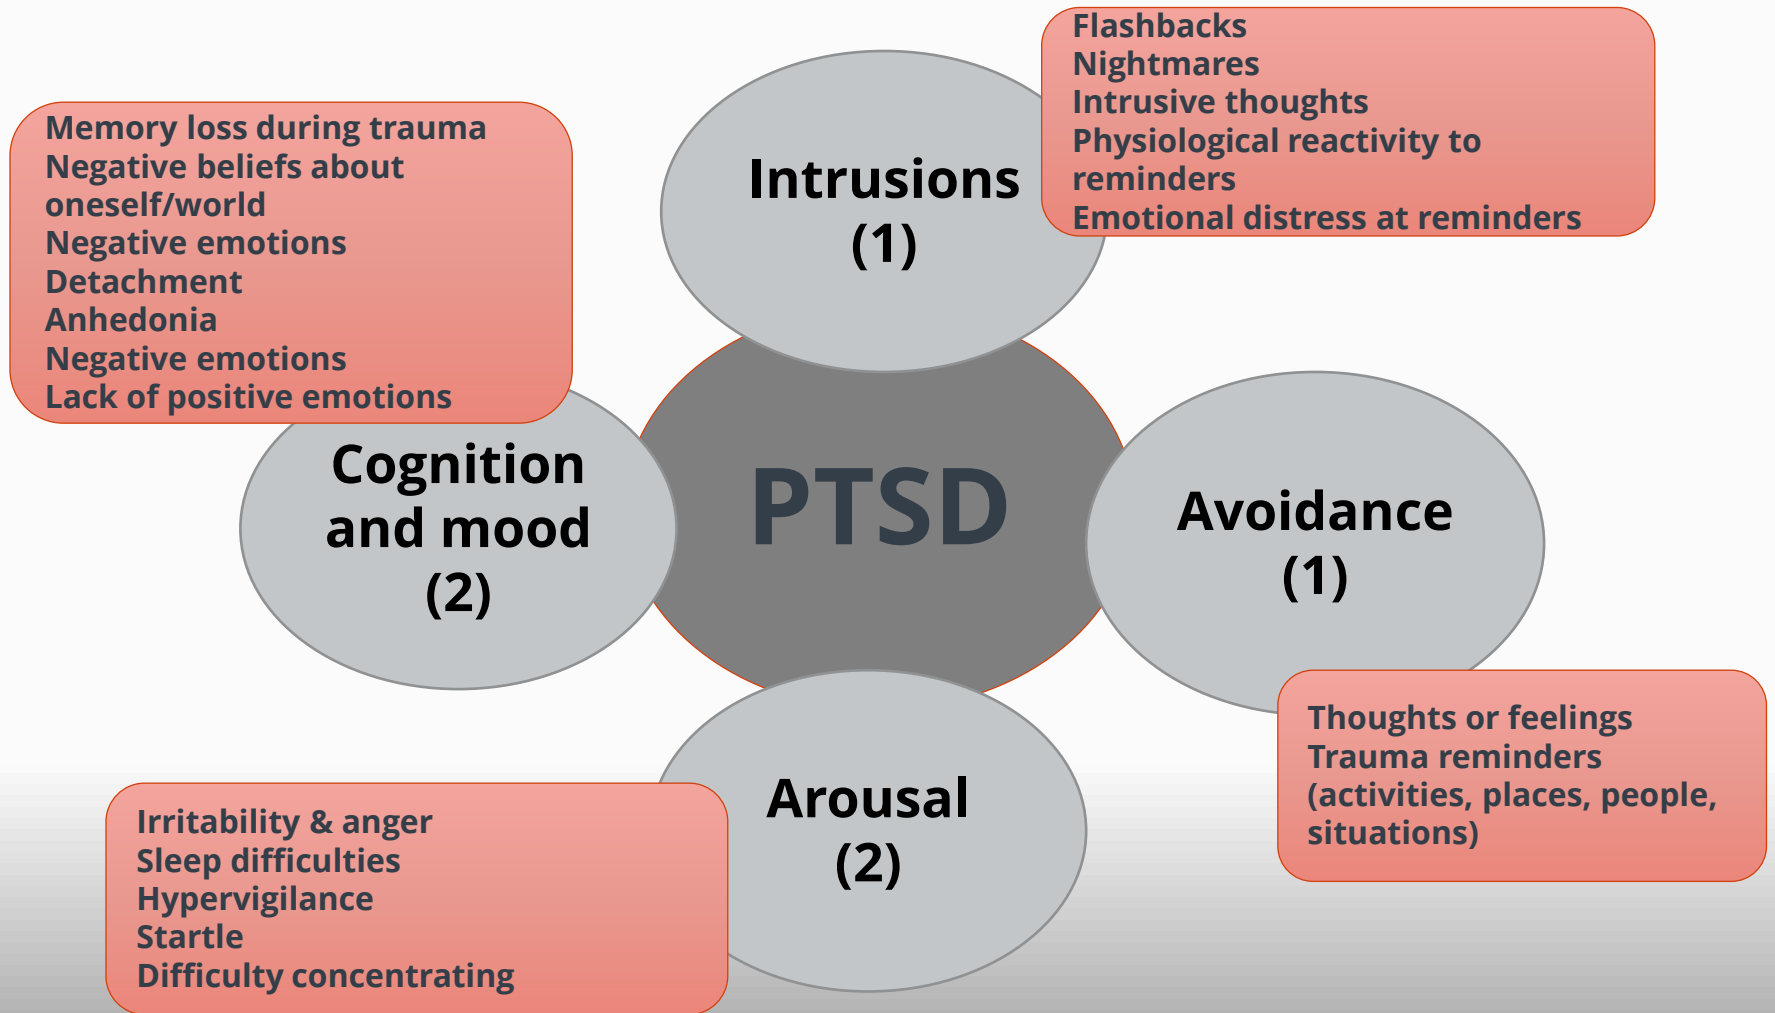 Flashbacks
Nightmares
Intrusive thoughts
Physiological reactivity to
reminders
Emotional distress at reminders
Intrusions
(1)
Memory loss during trauma
Negative beliefs about
oneself/world
Negative emotions
Detachment
Anhedonia
Negative emotions
Lack of positive emotions
Cognition
and mood
(2)
PTSD
Avoidance
(1)
Thoughts or feelings
Trauma reminders
(activities, places, people,
situations)
Arousal
(2)
Irritability & anger
Sleep difficulties
Hypervigilance
Startle
Difficulty concentrating